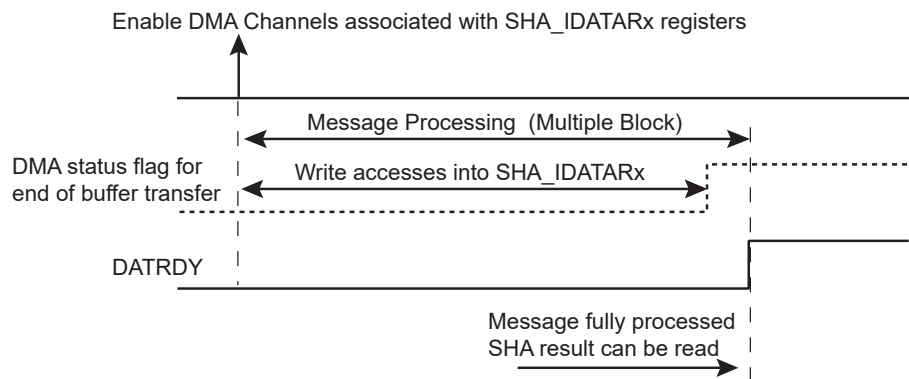 Enable DMA Channels associated with SHA_IDATARx registers
Message Processing (Multiple Block)
DMA status flag for
end of buffer transfer
Write accesses into SHA_IDATARx
DATRDY
Message fully processed
SHA result can be read